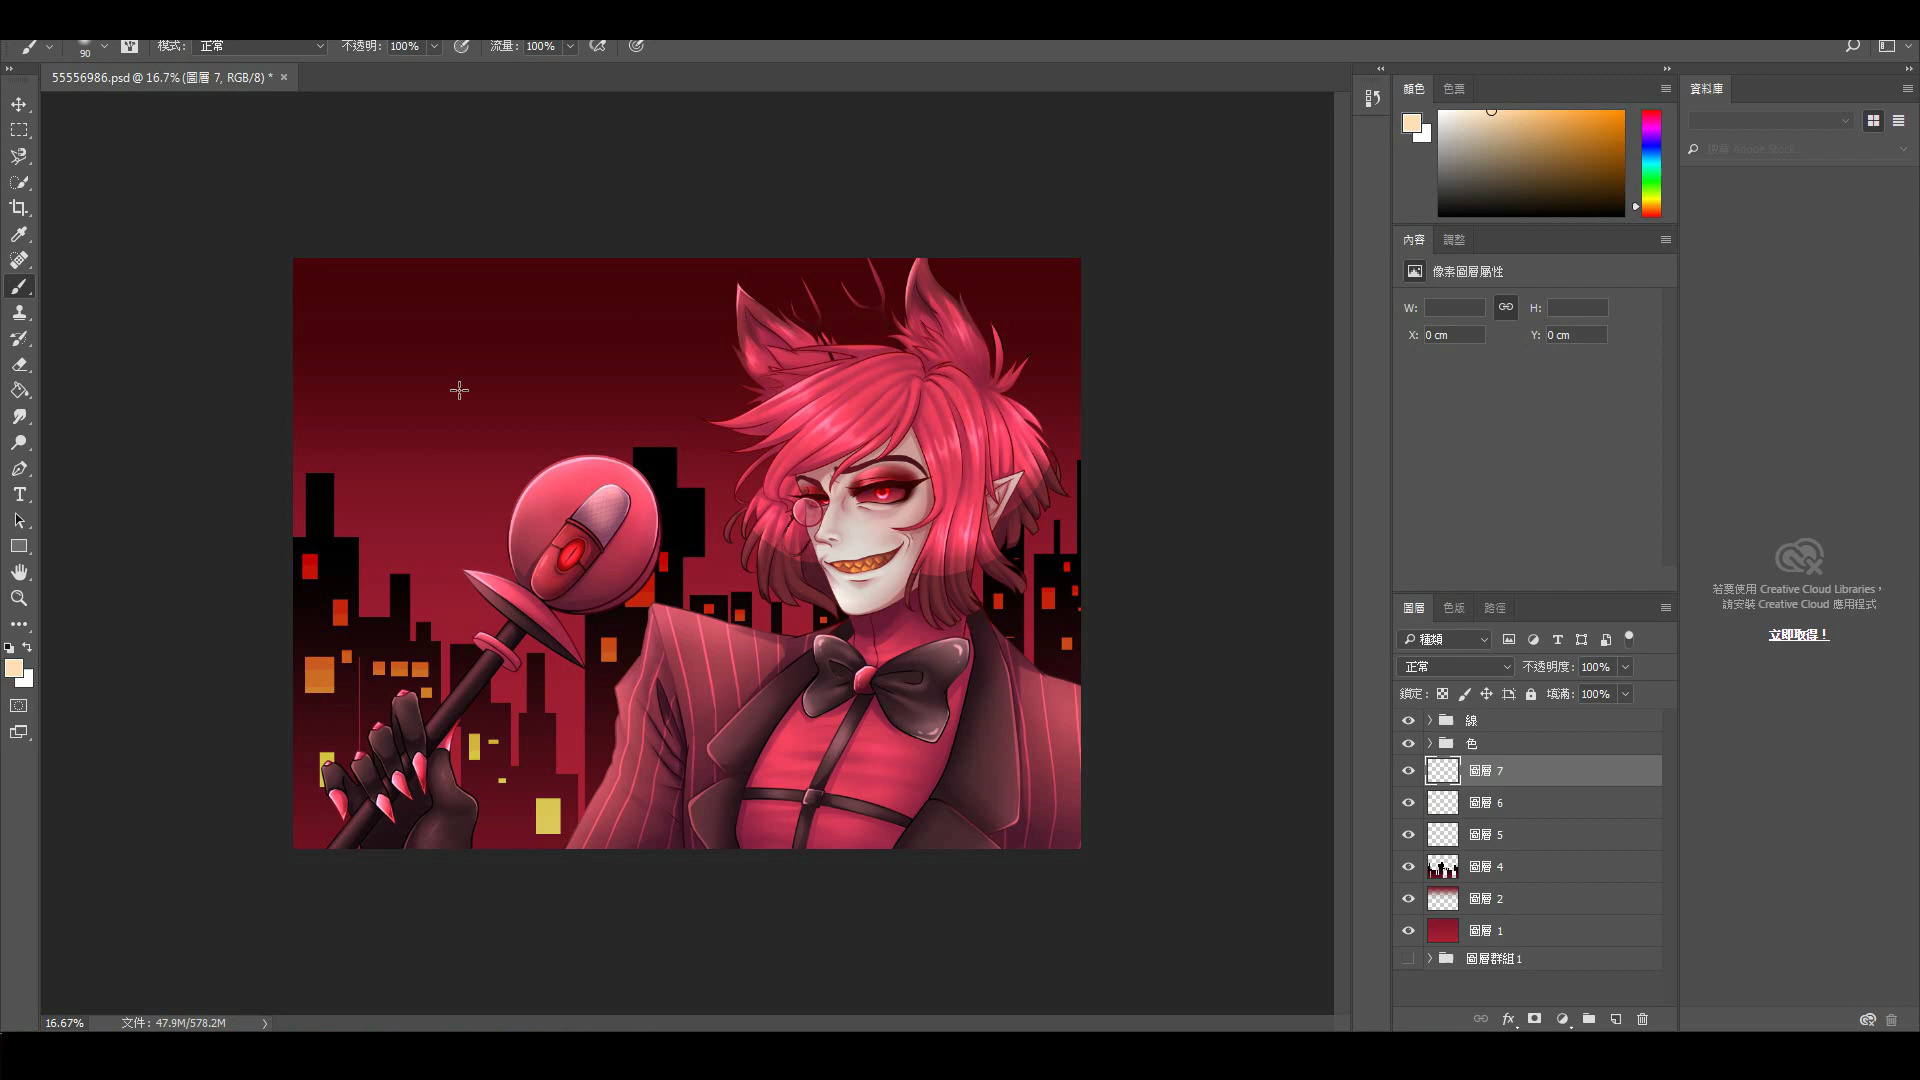 90
模式: 正常
不透明: 100%
流量: 100%
55556986.psd @ 16.7% (圖層 7, RGB/8) * ×
顏色 色票
資料庫
搜尋 Adobe Stock...
內容 調整
像素圖層屬性
W:
H:
X: 0 cm
Y: 0 cm
若要使用 Creative Cloud Libraries，
請安裝 Creative Cloud 應用程式
立即取得！
圖層 色版 路徑
種類
正常
不透明度: 100%
鎖定:
填滿: 100%
線
色
圖層 7
圖層 6
圖層 5
圖層 4
圖層 2
圖層 1
圖層群組 1
fx
16.67%
文件: 47.9M/578.2M